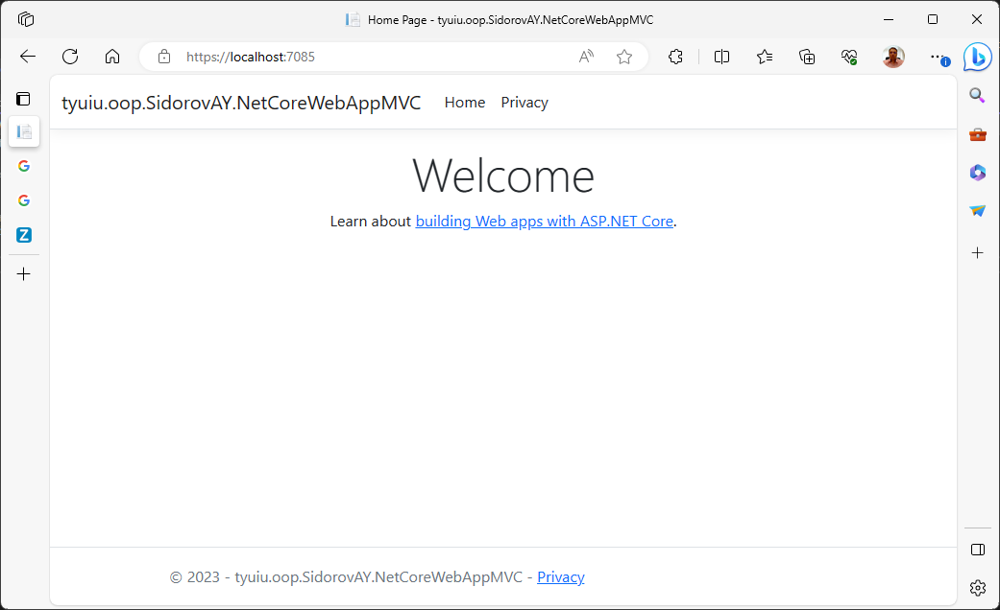 Home Page - tyuiu.oop.SidorovAY.NetCoreWebAppMVC
https://localhost:7085
tyuiu.oop.SidorovAY.NetCoreWebAppMVC Home Privacy
Welcome
Learn about building Web apps with ASP.NET Core.
© 2023 - tyuiu.oop.SidorovAY.NetCoreWebAppMVC - Privacy